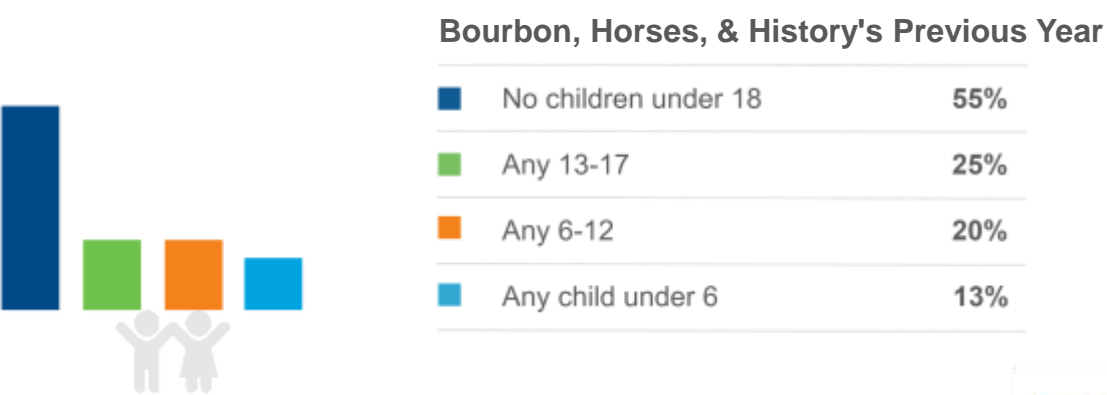 Bourbon, Horses, & History's Previous Year
No children under 18 55%
Any 13-17 25%
Any 6-12 20%
Any child under 6 13%